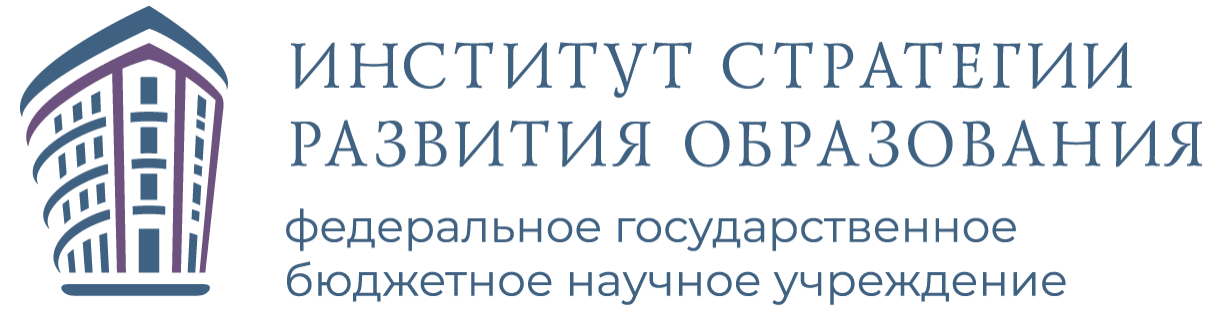 ИНСТИТУТ СТРАТЕГИИ
РАЗВИТИЯ ОБРАЗОВАНИЯ
федеральное государственное
бюджетное научное учреждение